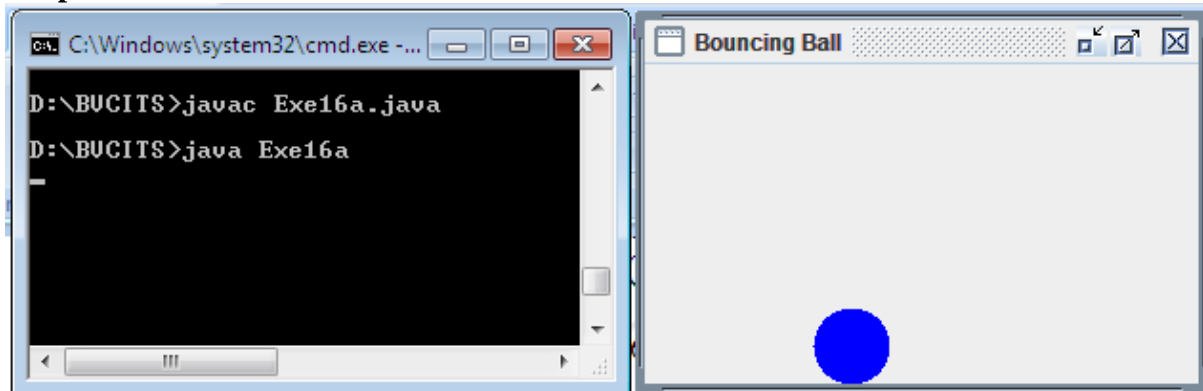 C:\Windows\system32\cmd.exe -...
D:\BVCITS>javac Exe16a.java
D:\BVCITS>java Exe16a
Bouncing Ball